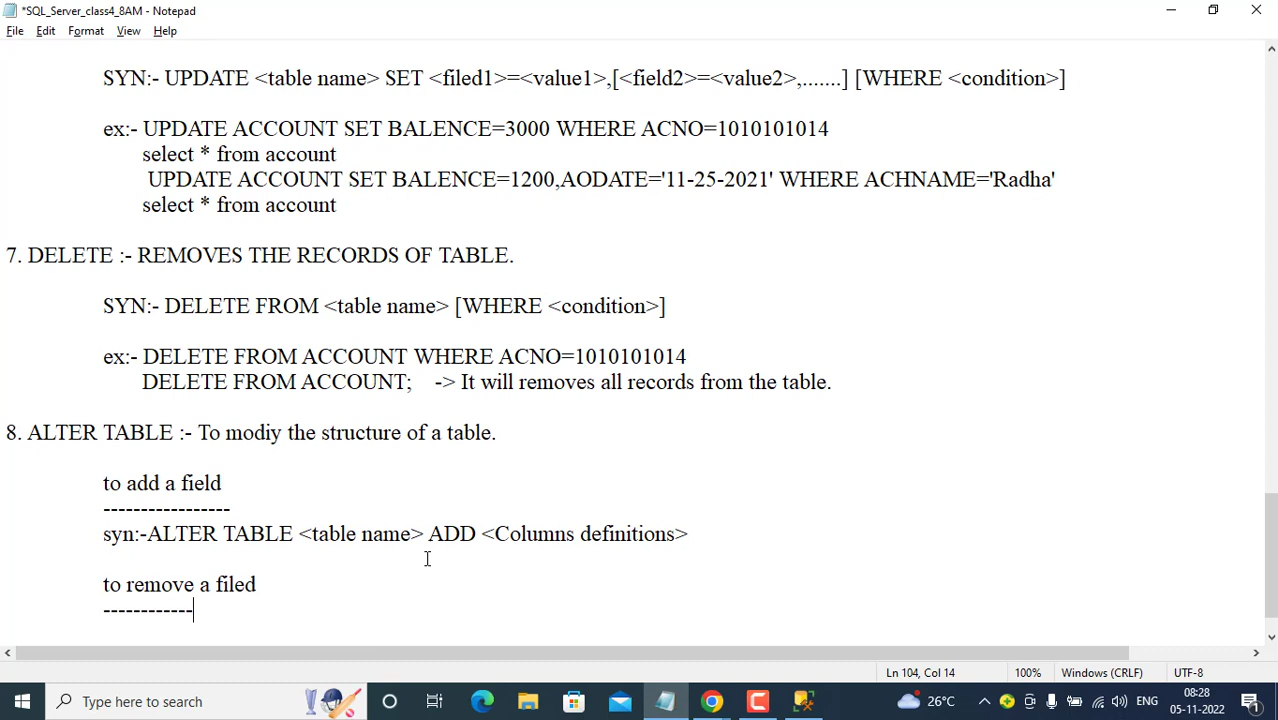 *SQL_Server_class4_8AM - Notepad
File Edit Format View Help
SYN:- UPDATE <table name> SET <filed1>=<value1>,[<field2>=<value2>,.......] [WHERE <condition>]
ex:- UPDATE ACCOUNT SET BALENCE=3000 WHERE ACNO=1010101014
select * from account
UPDATE ACCOUNT SET BALENCE=1200,AODATE='11-25-2021' WHERE ACHNAME='Radha'
select * from account
7. DELETE :- REMOVES THE RECORDS OF TABLE.
SYN:- DELETE FROM <table name> [WHERE <condition>]
ex:- DELETE FROM ACCOUNT WHERE ACNO=1010101014
DELETE FROM ACCOUNT; -> It will removes all records from the table.
8. ALTER TABLE :- To modiy the structure of a table.
to add a field
-----------------
syn:-ALTER TABLE <table name> ADD <Columns definitions>
to remove a filed
------------
Ln 104, Col 14 100% Windows (CRLF) UTF-8
Type here to search 26°C ENG 08:28
05-11-2022 1